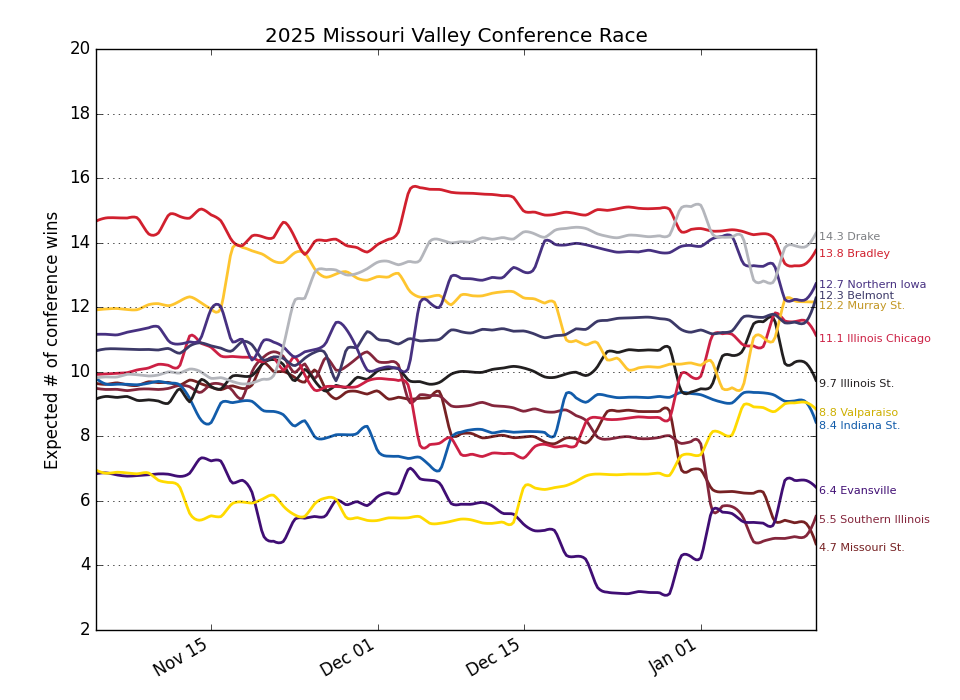 2025 Missouri Valley Conference Race
Expected # of conference wins
20
18
16
14
12
10
8
6
4
2
14.3 Drake
13.8 Bradley
12.7 Northern Iowa
12.3 Belmont
12.2 Murray St.
11.1 Illinois Chicago
9.7 Illinois St.
8.8 Valparaiso
8.4 Indiana St.
6.4 Evansville
5.5 Southern Illinois
4.7 Missouri St.
Nov 15
Dec 01
Dec 15
Jan 01